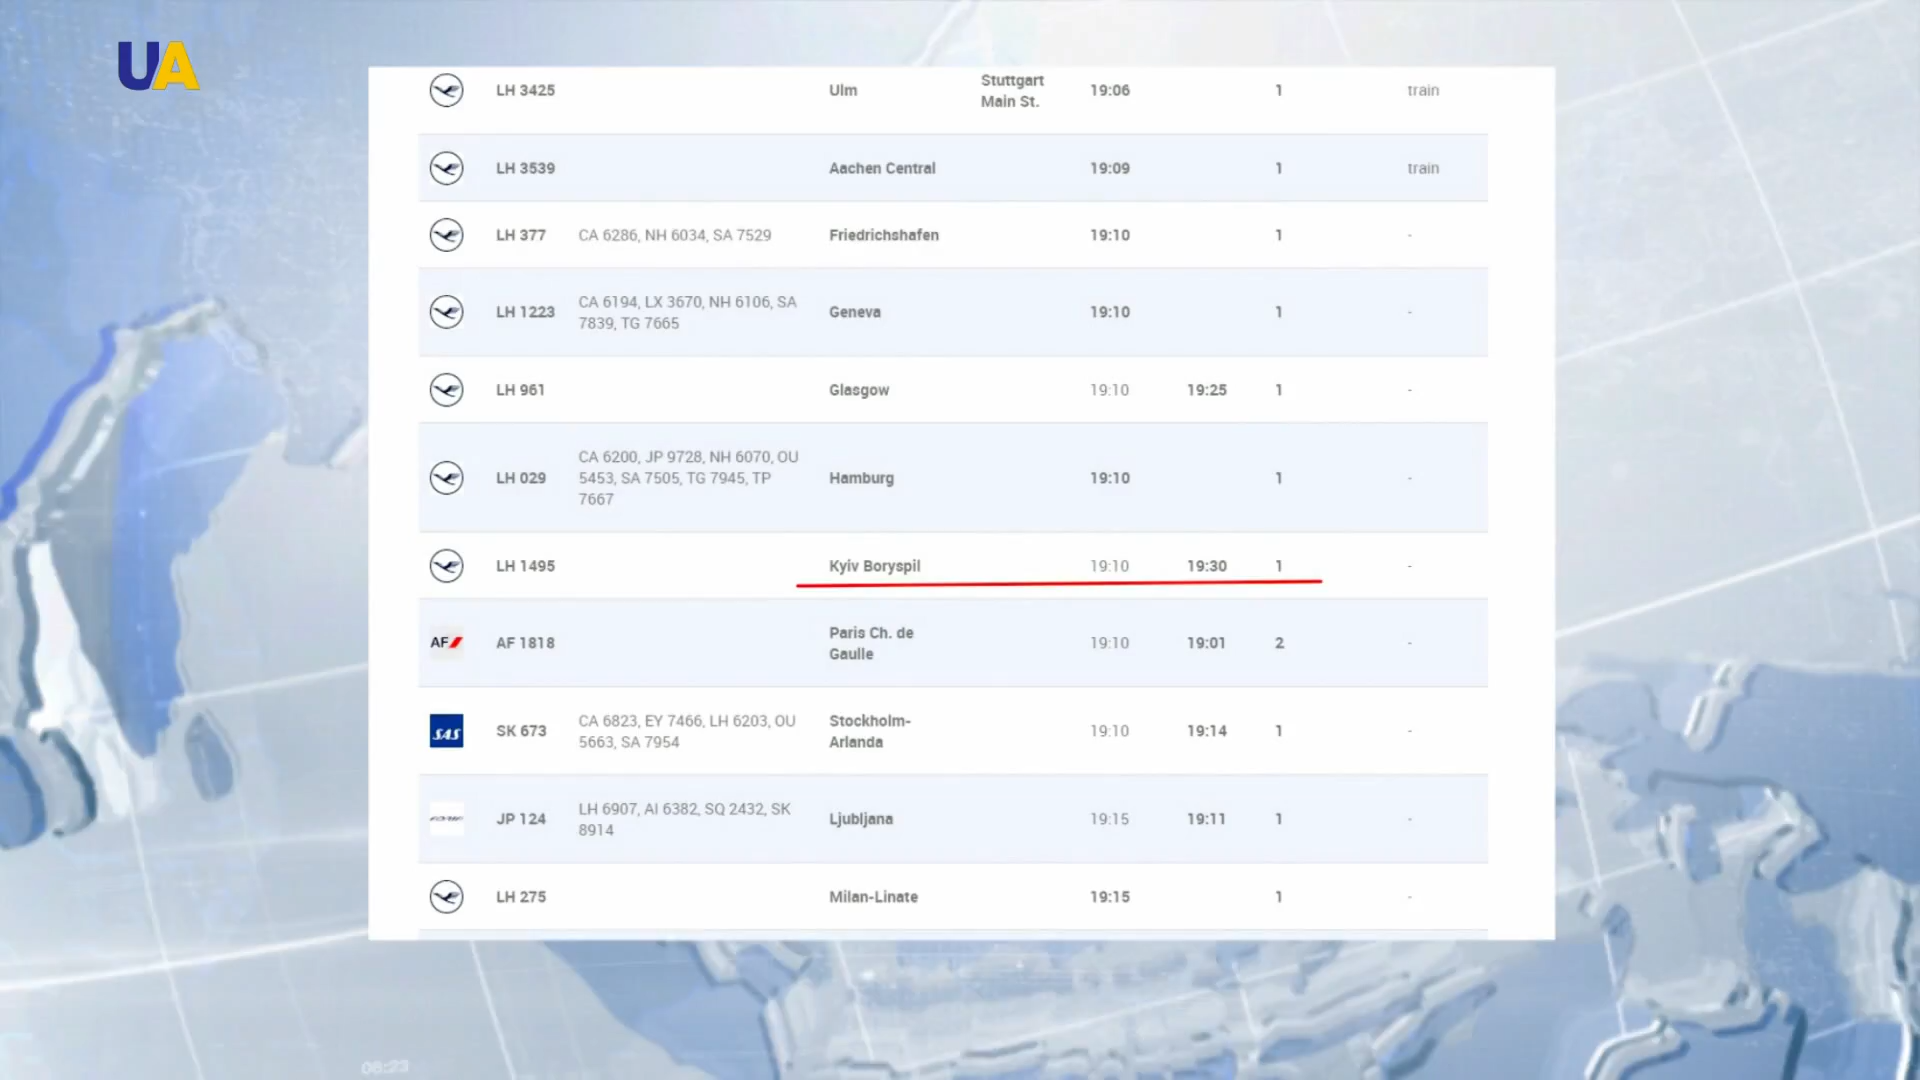 UA
LH 3425 Ulm Stuttgart Main St. 19:06 1 train
LH 3539 Aachen Central 19:09 1 train
LH 377 CA 6286, NH 6034, SA 7529 Friedrichshafen 19:10 1 -
LH 1223 CA 6194, LX 3670, NH 6106, SA 7839, TG 7665 Geneva 19:10 1 -
LH 961 Glasgow 19:10 19:25 1 -
LH 029 CA 6200, JP 9728, NH 6070, OU 5453, SA 7505, TG 7945, TP 7667 Hamburg 19:10 1 -
LH 1495 Kyiv Boryspil 19:10 19:30 1 -
AF AF 1818 Paris Ch. de Gaulle 19:10 19:01 2 -
SAS SK 673 CA 6823, EY 7466, LH 6203, OU 5663, SA 7954 Stockholm-Arlanda 19:10 19:14 1 -
JP 124 LH 6907, AI 6382, SQ 2432, SK 8914 Ljubljana 19:15 19:11 1 -
LH 275 Milan-Linate 19:15 1 -
06:23